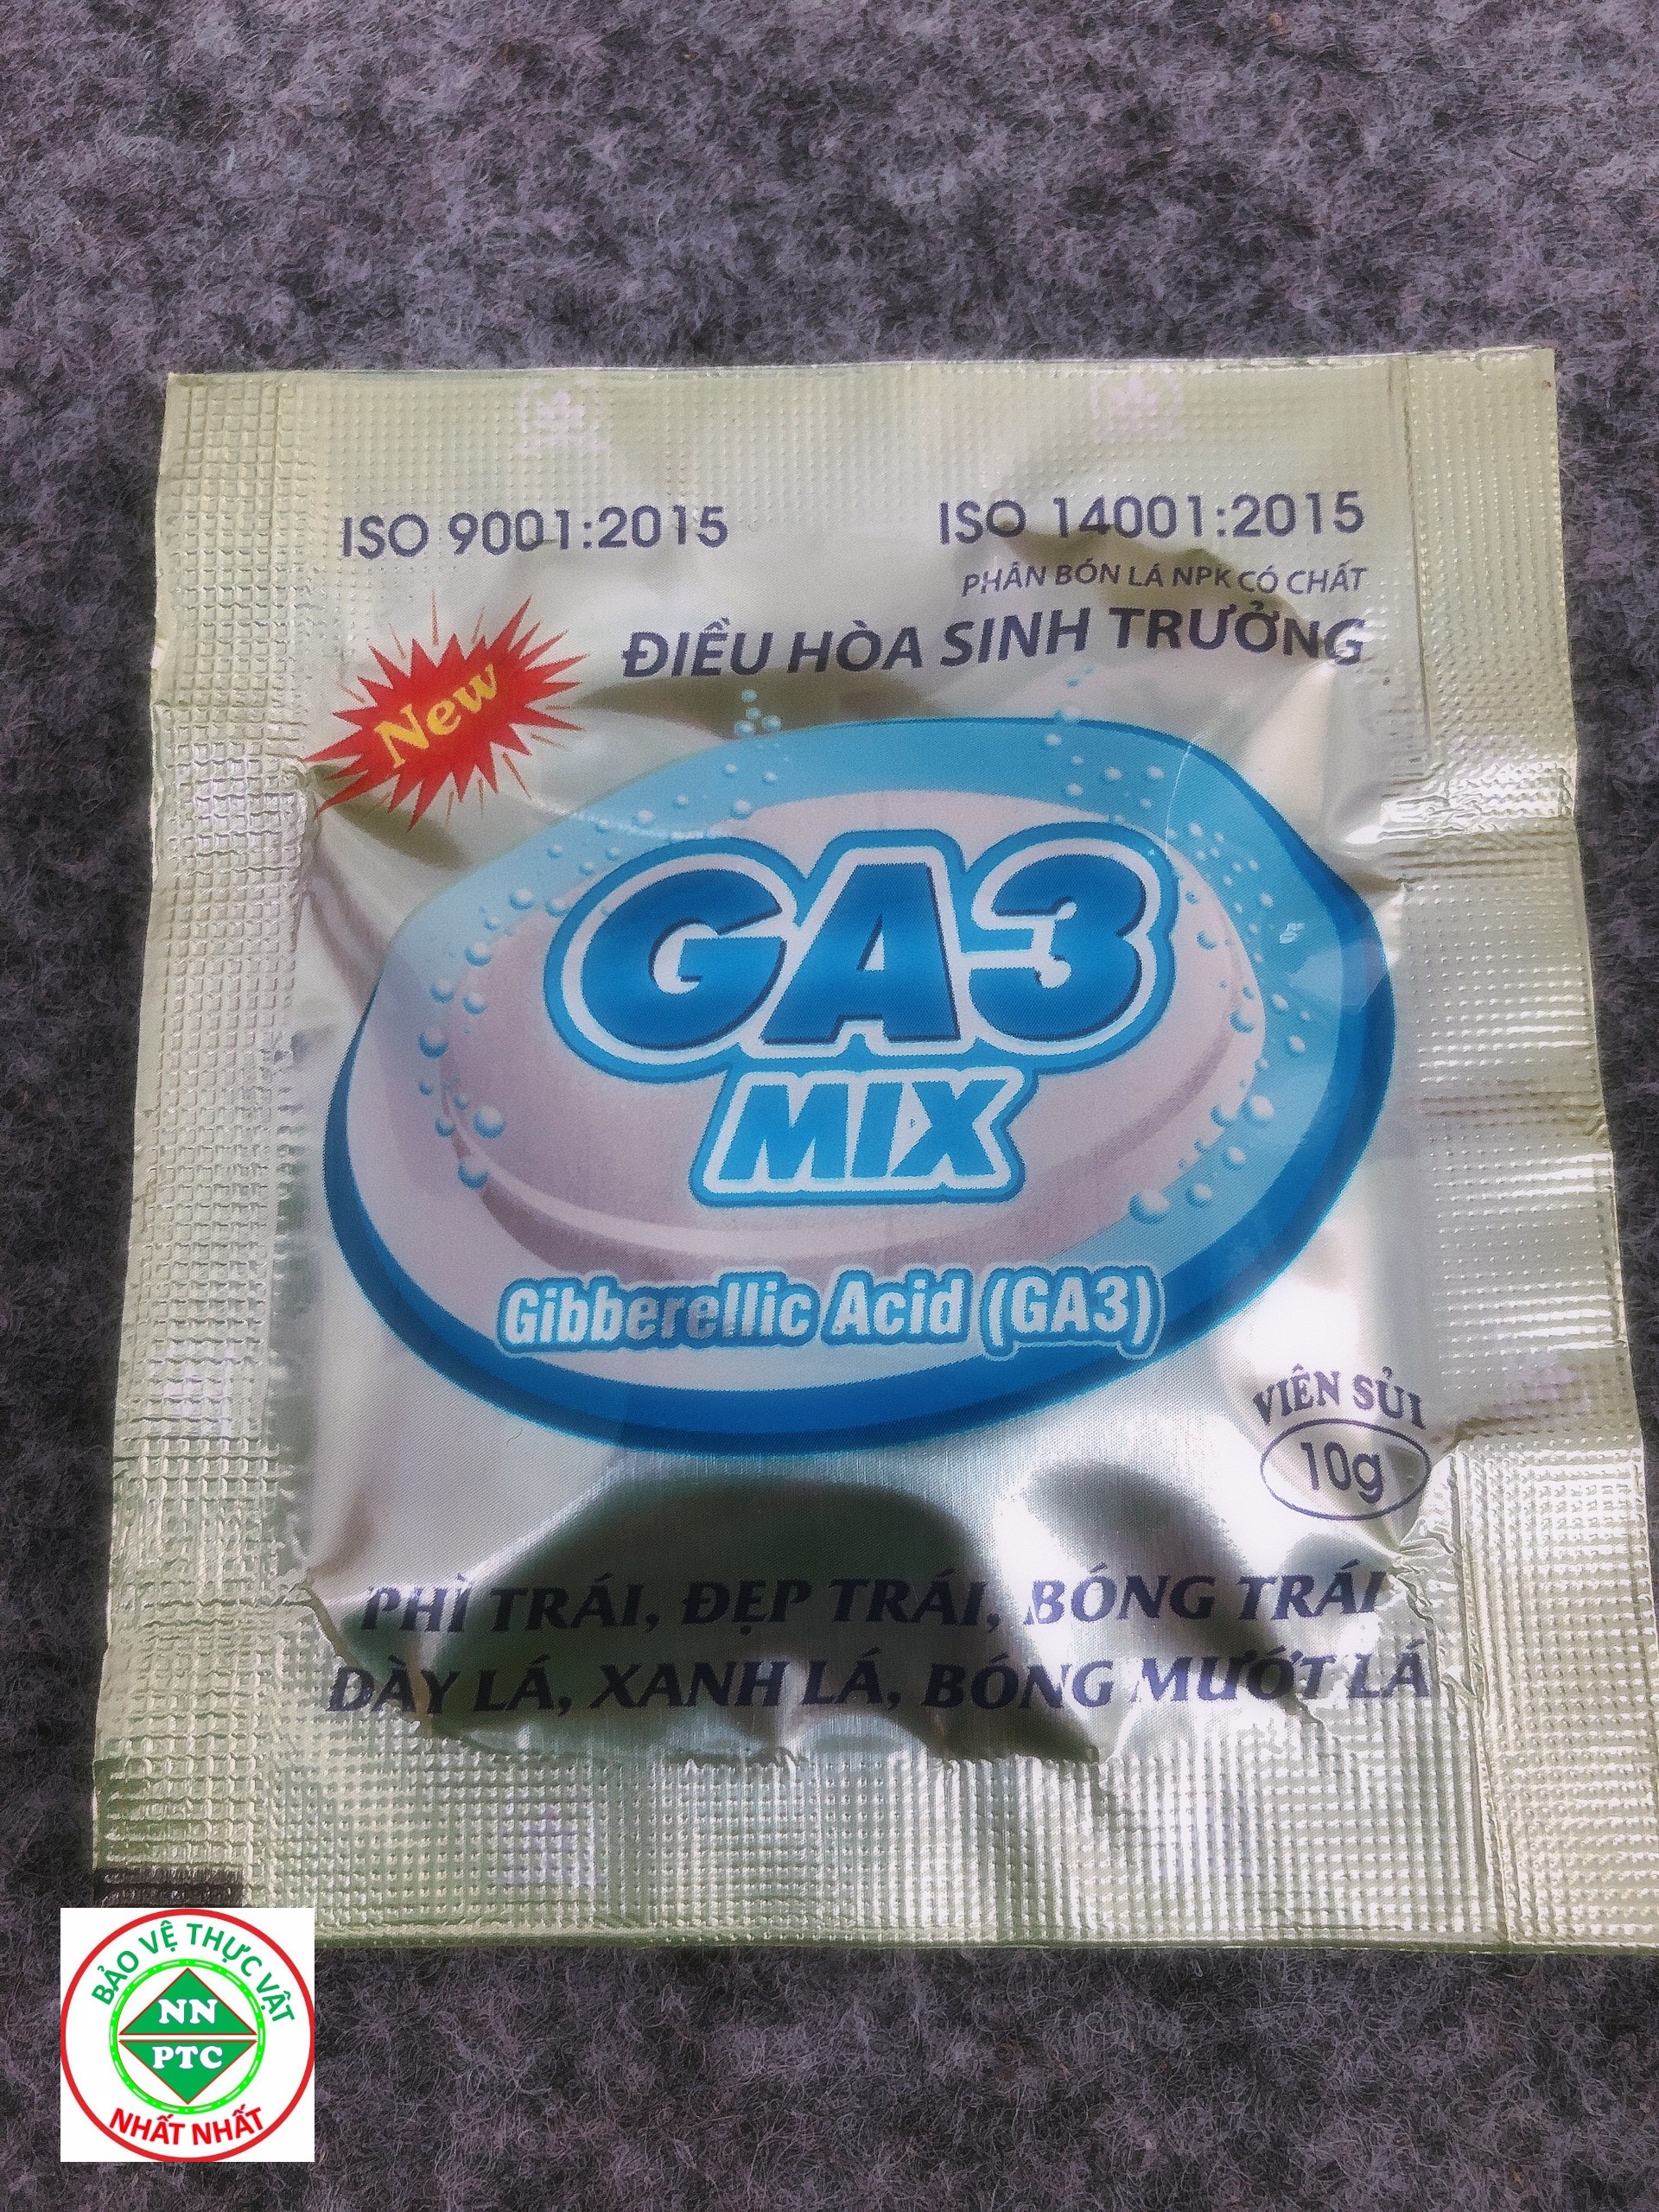 ISO 9001:2015
ISO 14001:2015
PHÂN BÓN LÁ NPK CÓ CHẤT
ĐIỀU HÒA SINH TRƯỞNG
New
GA3
MIX
Gibberellic Acid (GA3)
VIÊN SỦI
10g
PHÌ TRÁI, ĐẸP TRÁI, BÓNG TRÁI
DÀY LÁ, XANH LÁ, BÓNG MƯỚT LÁ
BẢO VỆ THỰC VẬT
NN
PTC
NHẤT NHẤT